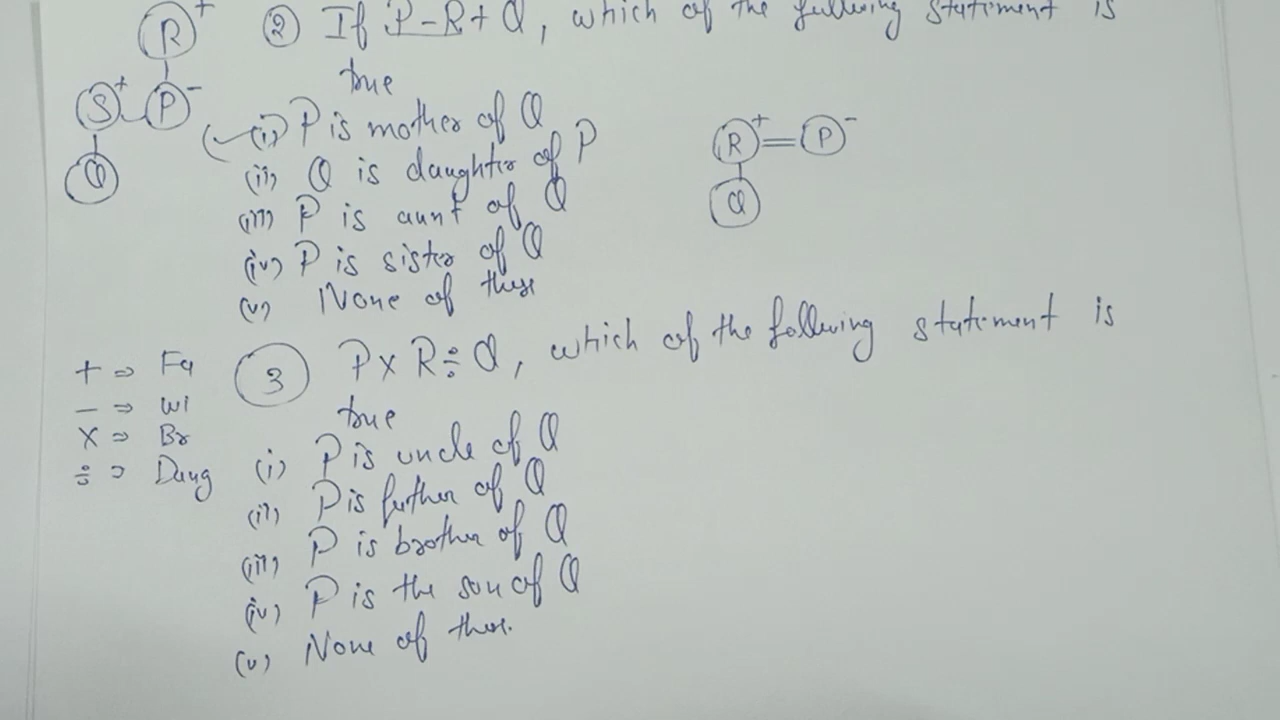 R +
② If P - R + Q, which of the following statement is
true
S + P -
(i) P is mother of Q
Q
(ii) Q is daughter of P
(iii) P is aunt of Q
(iv) P is sister of Q
(v) None of these
R + = P -
Q
+ ⇒ Fa
- ⇒ Wi
× ⇒ Br
÷ ⇒ Daug
③ P × R ÷ Q, which of the following statement is
true
(i) P is uncle of Q
(ii) P is father of Q
(iii) P is brother of Q
(iv) P is the son of Q
(v) None of these.